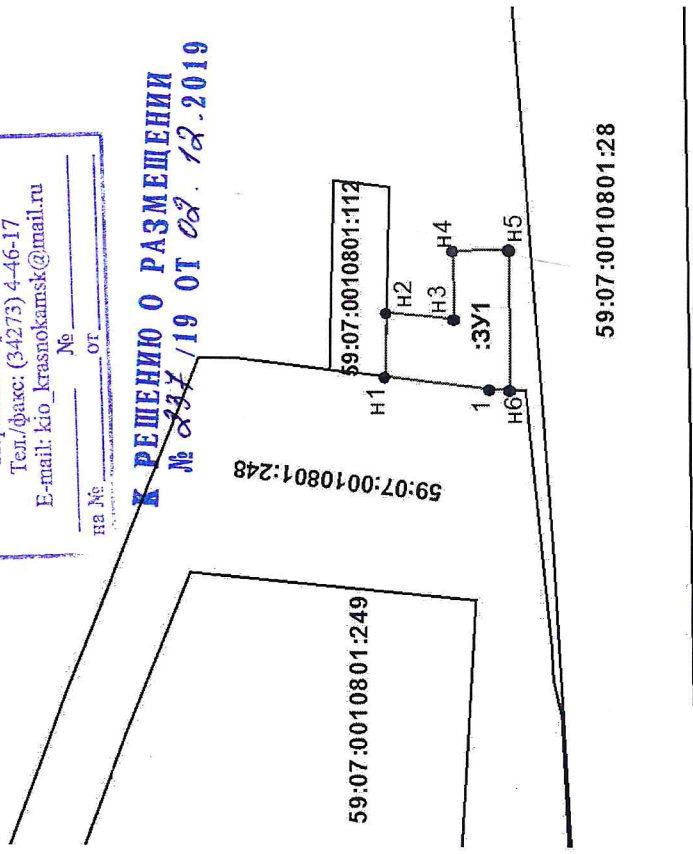 Тел./факс: (34273) 4-46-17
E-mail: kio_krasnokamsk@mail.ru
№
на № от
К РЕШЕНИЮ О РАЗМЕЩЕНИИ
№ 237/19 ОТ 02.12.2019
59:07:0010801:112
н1
н2
н3
н4
:ЗУ1
1
н6
н5
59:07:0010801:248
59:07:0010801:249
59:07:0010801:28